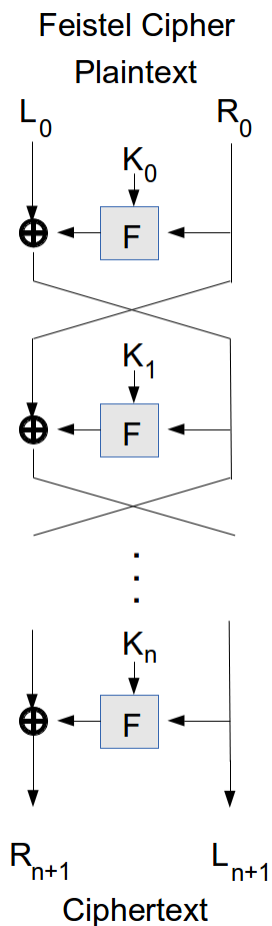 Feistel Cipher
Plaintext
L0 R0
K0
F
K1
F
Kn
F
Rn+1 Ln+1
Ciphertext